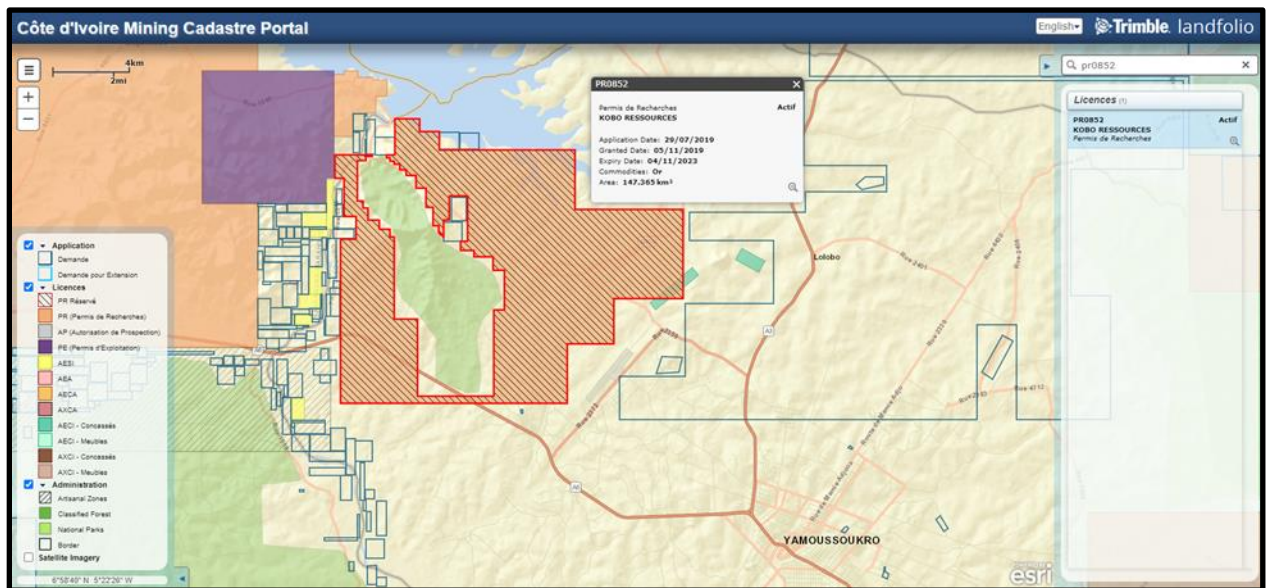 Côte d'Ivoire Mining Cadastre Portal
English
Trimble. landfolio
4km
2mi
pr0852
Licences (1)
PR0852 Actif
KOBO RESSOURCES
Permis de Recherches
PR0852
Permis de Recherches Actif
KOBO RESSOURCES
Application Date: 29/07/2019
Granted Date: 05/11/2019
Expiry Date: 04/11/2023
Commodities: Or
Area: 147.365 km²
Application
Demande
Demande pour Extension
Licences
PR Réservé
PR (Permis de Recherches)
AP (Autorisation de Prospection)
PE (Permis d'Exploitation)
AESI
AEA
AECA
AXCA
AECI - Concassés
AECI - Meubles
AXCI - Concassés
AXCI - Meubles
Administration
Artisanal Zones
Classified Forest
National Parks
Border
Satellite Imagery
6°58'40" N 5°22'26" W
Lolobo
A6
A6
YAMOUSSOUKRO
esri